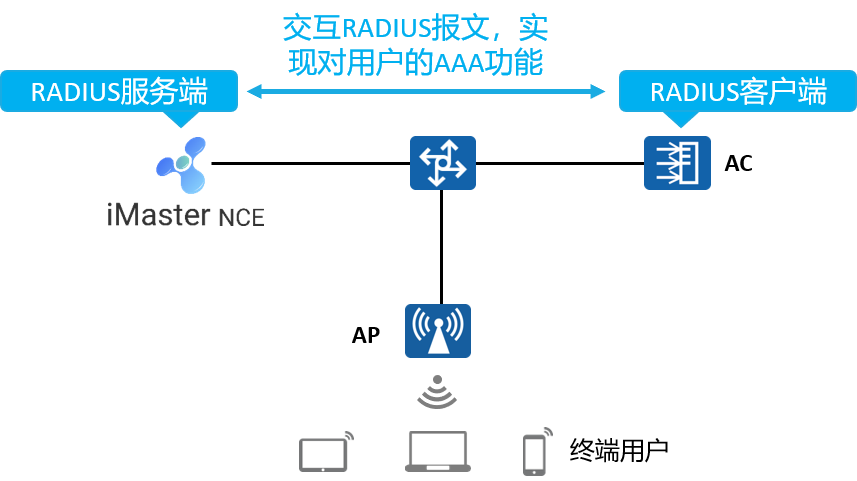 交互RADIUS报文，实
现对用户的AAA功能
RADIUS服务端
RADIUS客户端
AC
iMaster NCE
AP
终端用户